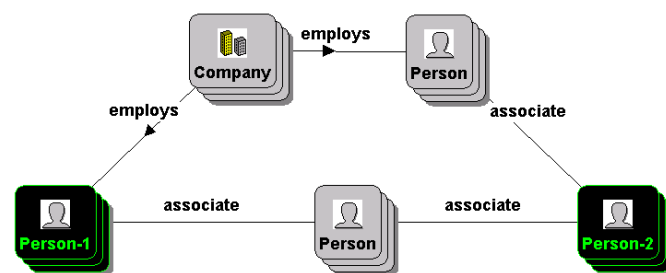 employs
Company
Person
employs
associate
associate
associate
Person-1
Person
Person-2